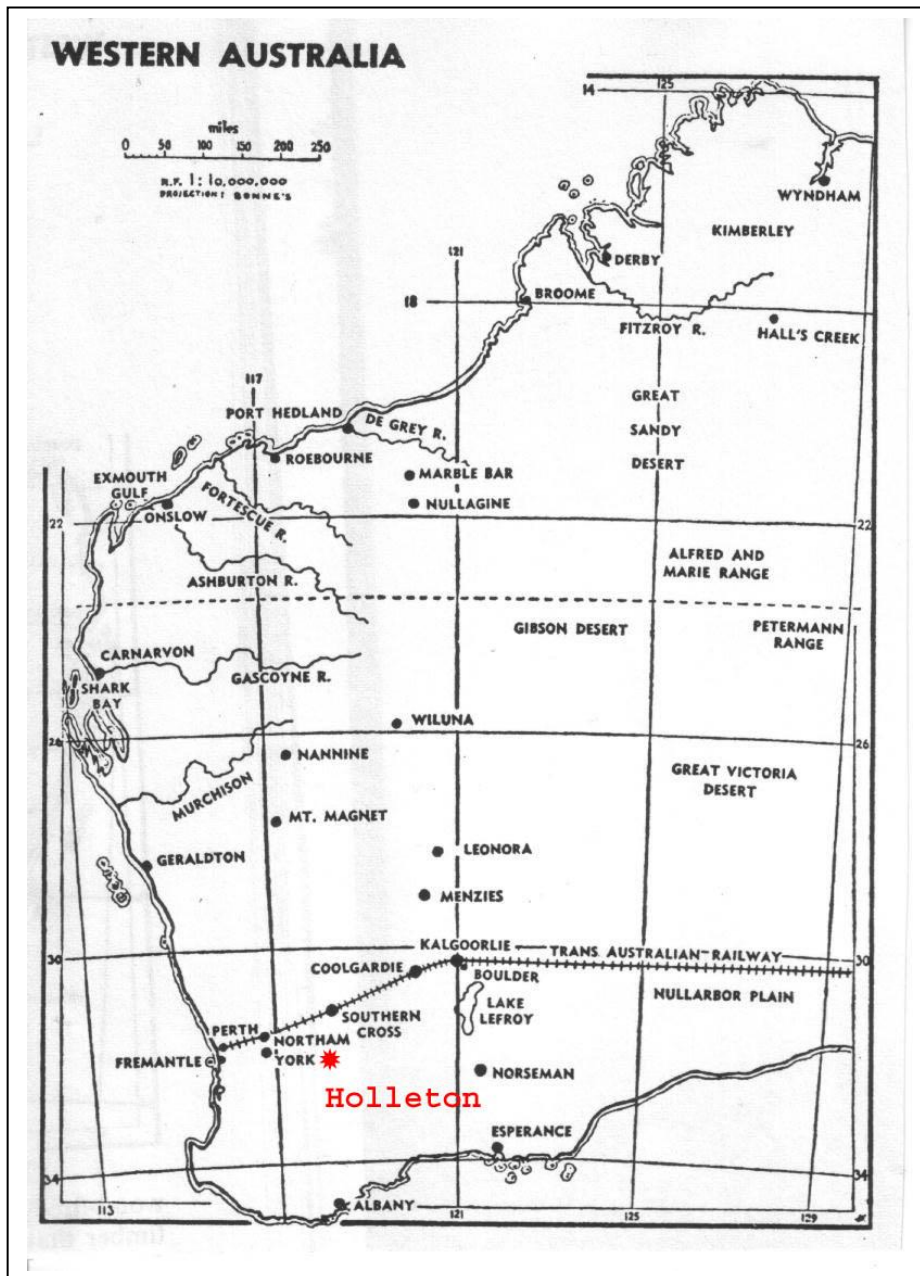 WESTERN AUSTRALIA
miles
0 50 100 150 200 250
R.F. 1:10,000,000
PROJECTION: BONNE'S
125
14
WYNDHAM
KIMBERLEY
121
DERBY
BROOME
18
FITZROY R.
HALL'S CREEK
117
PORT HEDLAND
DE GREY R.
GREAT
SANDY
DESERT
ROEBOURNE
EXMOUTH
GULF
MARBLE BAR
FORTESCUE R.
NULLAGINE
ONSLOW
22
22
ALFRED AND
MARIE RANGE
ASHBURTON R.
GIBSON DESERT
PETERMANN
RANGE
CARNARVON
GASCOYNE R.
SHARK
BAY
WILUNA
26
26
NANNINE
GREAT VICTORIA
DESERT
MURCHISON
MT. MAGNET
LEONORA
GERALDTON
MENZIES
KALGOORLIE
TRANS AUSTRALIAN RAILWAY
30
30
COOLGARDIE
BOULDER
NULLARBOR PLAIN
LAKE
LEFROY
SOUTHERN
CROSS
PERTH
NORTHAM
FREMANTLE
YORK
NORSEMAN
Holleton
ESPERANCE
34
34
ALBANY
113
121
125
129